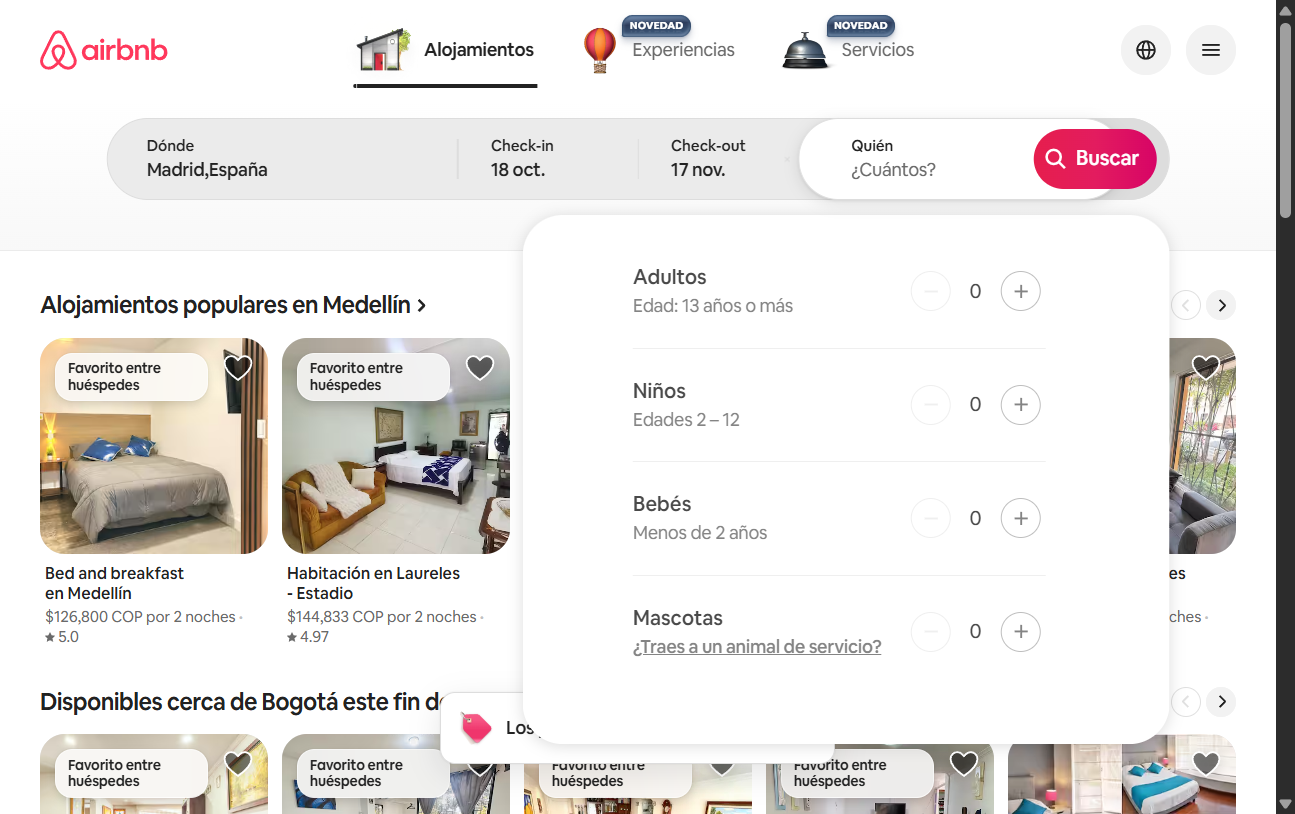 airbnb
Alojamientos
NOVEDAD
Experiencias
NOVEDAD
Servicios
Dónde
Madrid,España
Check-in
18 oct.
Check-out
17 nov.
Quién
¿Cuántos?
Buscar
Adultos
Edad: 13 años o más
0
Niños
Edades 2 – 12
0
Bebés
Menos de 2 años
0
Mascotas
¿Traes a un animal de servicio?
0
Alojamientos populares en Medellín
Favorito entre
huéspedes
Bed and breakfast
en Medellín
$126,800 COP por 2 noches ·
5.0
Favorito entre
huéspedes
Habitación en Laureles
- Estadio
$144,833 COP por 2 noches ·
4.97
Disponibles cerca de Bogotá este fin
Los
Favorito entre
huéspedes
Favorito entre
huéspedes
Favorito entre
huéspedes
Favorito entre
huéspedes